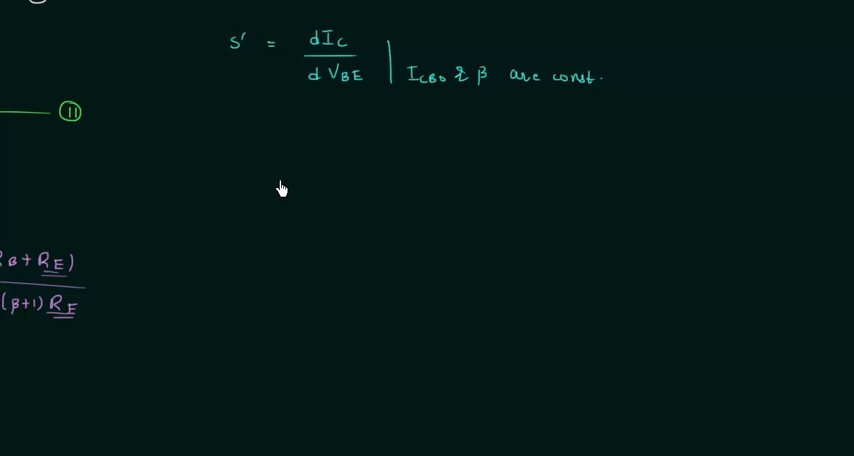 S' = dIC / dVBE | ICBO & β are const.
11
B + RE)
(β+1) RE